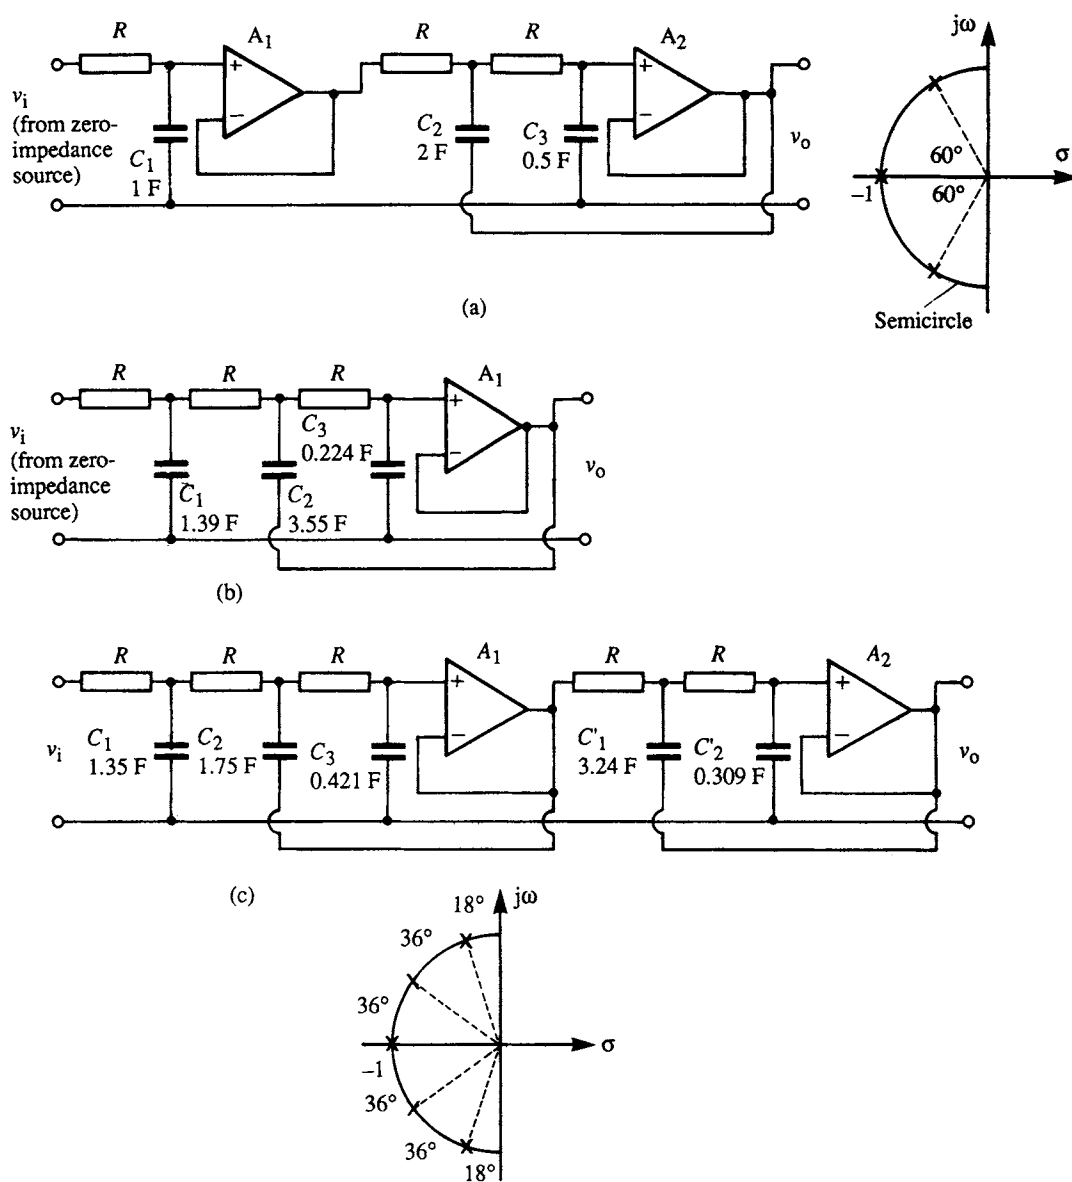 R
A1
R
R
A2
jω
+
−
+
−
vi
(from zero-
impedance
source)
C1
1 F
C2
2 F
C3
0.5 F
vo
60°
60°
σ
−1
Semicircle
(a)
R
R
R
A1
+
−
vi
(from zero-
impedance
source)
C3
0.224 F
C1
1.39 F
C2
3.55 F
vo
(b)
R
R
R
A1
R
R
A2
+
−
+
−
vi
C1
1.35 F
C2
1.75 F
C3
0.421 F
C'1
3.24 F
C'2
0.309 F
vo
(c)
18°
jω
36°
36°
σ
−1
36°
36°
18°